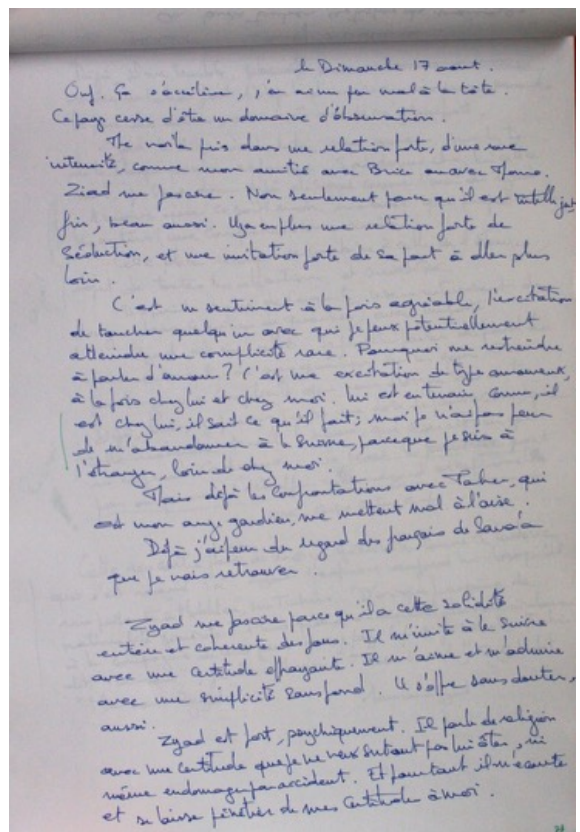 le Dimanche 17 aout.
Ouf. Ça s'accélère, j'en ai un peu mal à la tête.
Ce pays cesse d'être un domaine d'observation.
Me voilà pris dans une relation forte, d'une rare
intensité, comme mon amitié avec Brice ou avec
Ziad me fascine. Non seulement parce qu'il est intelligent
fin, beau aussi. Il y a en plus une relation forte de
séduction, et une invitation forte de sa part à aller plus
loin.
C'est un sentiment à la fois agréable, l'excitation
de toucher quelqu'un avec qui je peux potentiellement
atteindre une complicité rare. Pourquoi me restreindre
à parler d'amour? C'est une excitation de type amoureux,
à la fois chez lui et chez moi. Lui est en terrain connu, il
est chez lui, il sait ce qu'il fait; moi je n'ai pas peur
de m'abandonner à le suivre, parce que je suis à
l'étranger, loin de chez moi.
Mais déjà les confrontations avec Taher, qui
est mon ange gardien, me mettent mal à l'aise.
Déjà j'ai peur du regard des français de Sana'a
que je vais retrouver.
Zyad me fascine parce qu'il a cette solidité
entière et cohérente des fous. Il m'invite à le suivre
avec une certitude effrayante. Il m'aime et m'admire
avec une simplicité sans fond. Il s'offre sans douter,
aussi.
Zyad est fort, psychiquement. Il parle de religion
avec une certitude que je ne veux surtout pas lui ôter, ni
même endommager par accident. Et pourtant il m'écoute
et se laisse pénétrer de mes certitudes à moi.